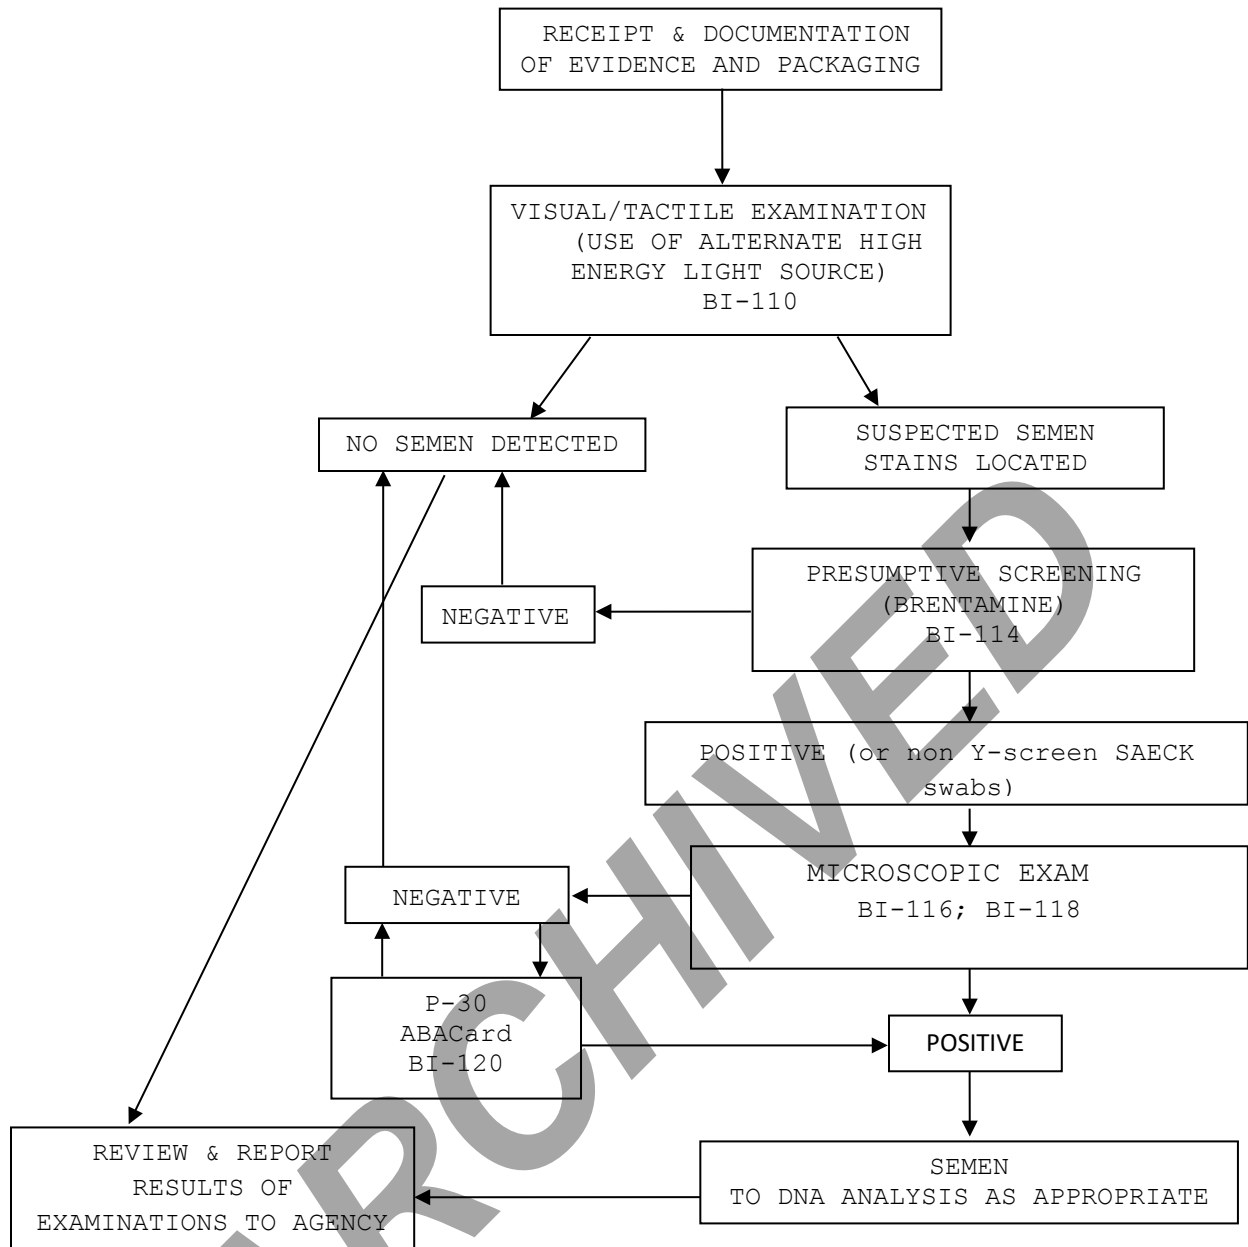 RECEIPT & DOCUMENTATION
OF EVIDENCE AND PACKAGING
VISUAL/TACTILE EXAMINATION
(USE OF ALTERNATE HIGH
ENERGY LIGHT SOURCE)
BI-110
NO SEMEN DETECTED
SUSPECTED SEMEN
STAINS LOCATED
PRESUMPTIVE SCREENING
(BRENTAMINE)
BI-114
NEGATIVE
POSITIVE (or non Y-screen SAECK
swabs)
MICROSCOPIC EXAM
BI-116; BI-118
NEGATIVE
P-30
ABACard
BI-120
POSITIVE
REVIEW & REPORT
RESULTS OF
EXAMINATIONS TO AGENCY
SEMEN
TO DNA ANALYSIS AS APPROPRIATE
ARCHIVED